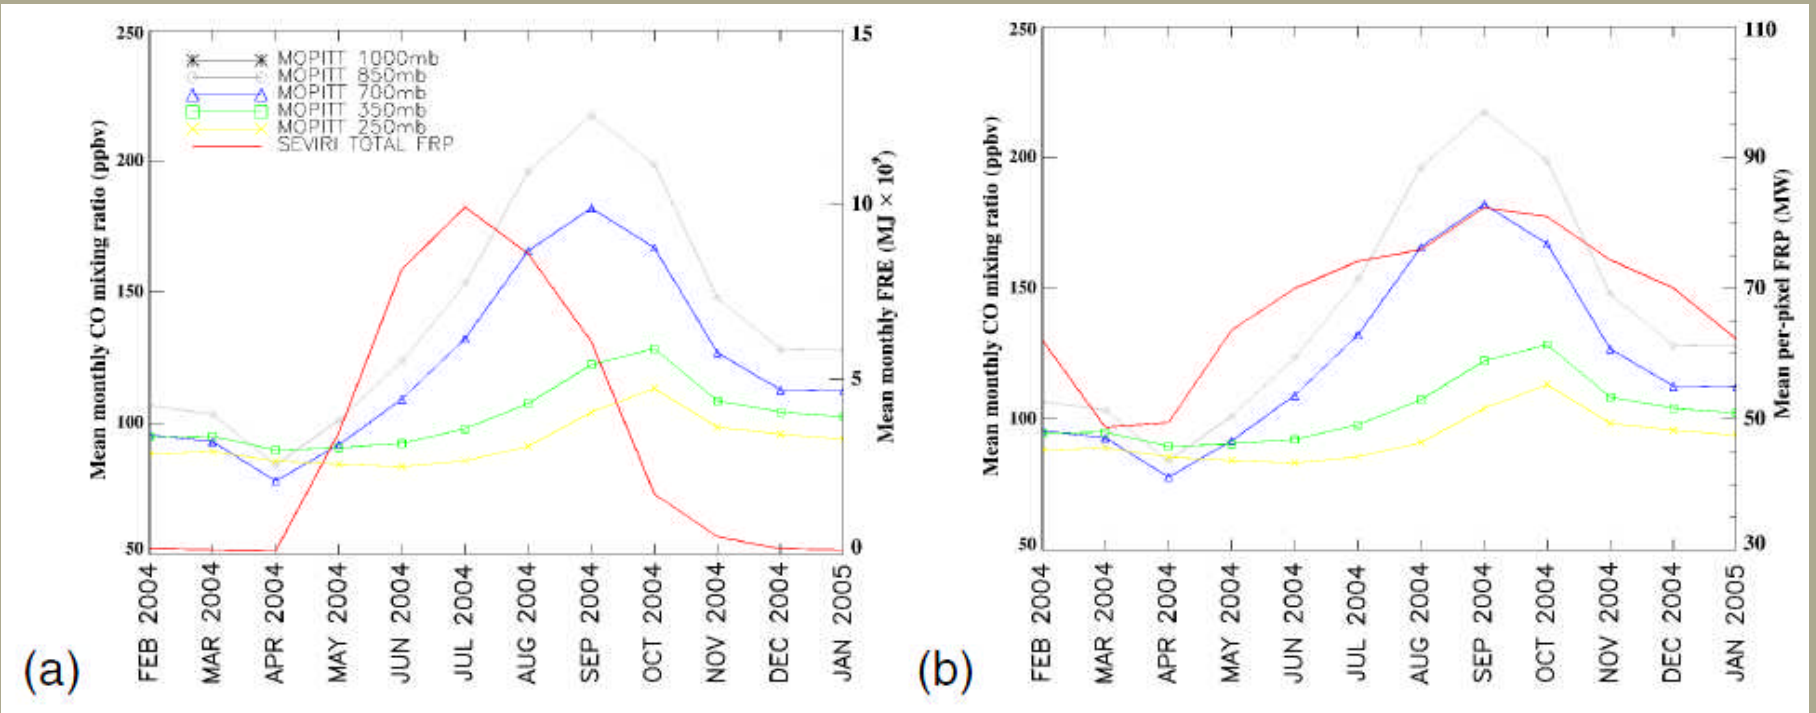 250
200
150
100
50
Mean monthly CO mixing ratio (ppbv)
MOPITT 1000mb
MOPITT 850mb
MOPITT 700mb
MOPITT 350mb
MOPITT 250mb
SEVIRI TOTAL FRP
15
10
5
0
Mean monthly FRE (MJ × 10⁹)
FEB 2004
MAR 2004
APR 2004
MAY 2004
JUN 2004
JUL 2004
AUG 2004
SEP 2004
OCT 2004
NOV 2004
DEC 2004
JAN 2005
(a)
250
200
150
100
50
Mean monthly CO mixing ratio (ppbv)
110
90
70
50
30
Mean per-pixel FRP (MW)
FEB 2004
MAR 2004
APR 2004
MAY 2004
JUN 2004
JUL 2004
AUG 2004
SEP 2004
OCT 2004
NOV 2004
DEC 2004
JAN 2005
(b)